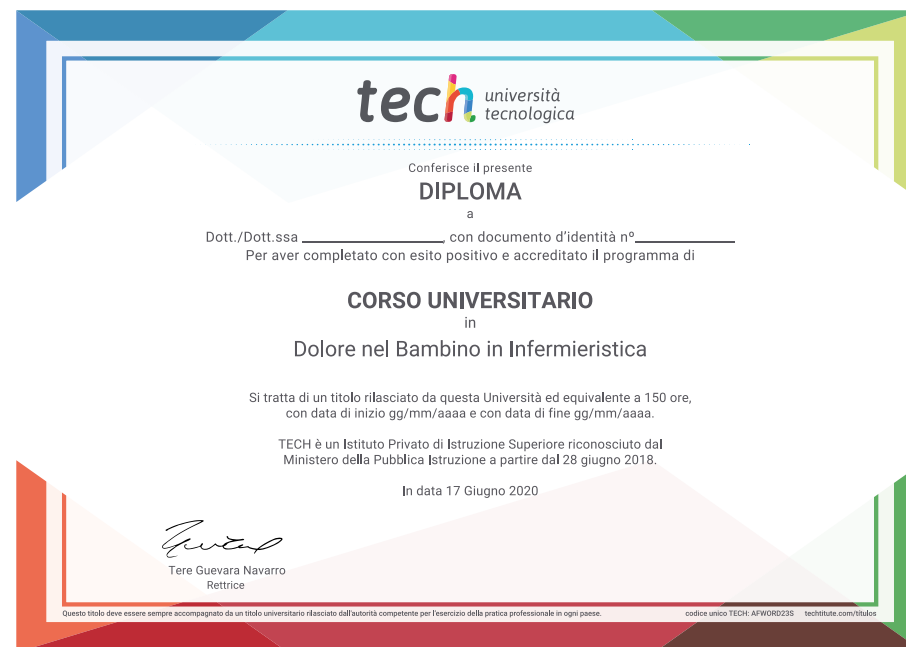 tech università
tecnologica
Conferisce il presente
DIPLOMA
a
Dott./Dott.ssa ____________________, con documento d'identità nº______________
Per aver completato con esito positivo e accreditato il programma di
CORSO UNIVERSITARIO
in
Dolore nel Bambino in Infermieristica
Si tratta di un titolo rilasciato da questa Università ed equivalente a 150 ore,
con data di inizio gg/mm/aaaa e con data di fine gg/mm/aaaa.
TECH è un Istituto Privato di Istruzione Superiore riconosciuto dal
Ministero della Pubblica Istruzione a partire dal 28 giugno 2018.
In data 17 Giugno 2020
Tere Guevara Navarro
Rettrice
Questo titolo deve essere sempre accompagnato da un titolo universitario rilasciato dall'autorità competente per l'esercizio della pratica professionale in ogni paese. codice unico TECH: AFWORD23S techtitute.com/titulos